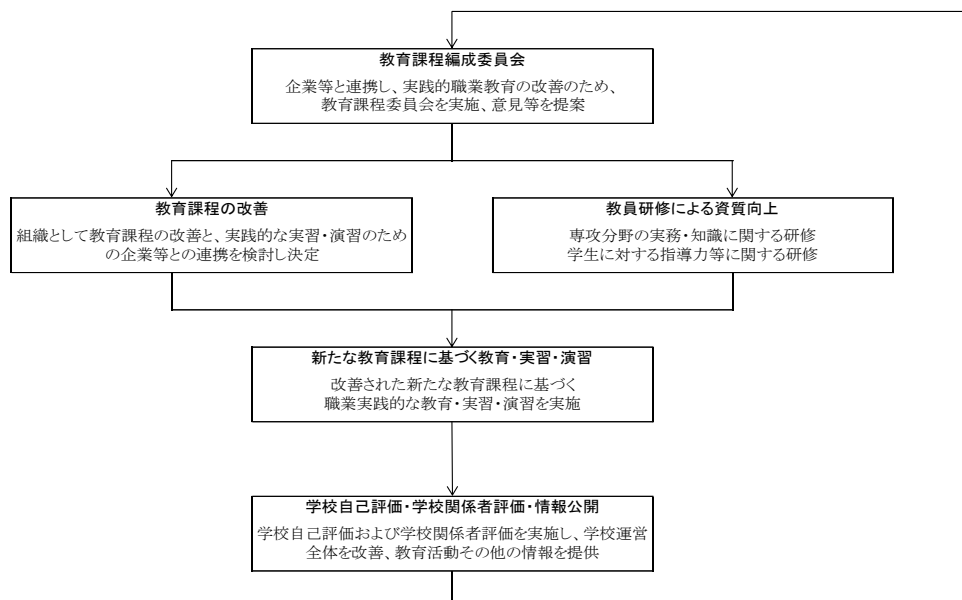 教育課程編成委員会
企業等と連携し、実践的職業教育の改善のため、
教育課程委員会を実施、意見等を提案
教育課程の改善
組織として教育課程の改善と、実践的な実習・演習のため
の企業等との連携を検討し決定
教員研修による資質向上
専攻分野の実務・知識に関する研修
学生に対する指導力等に関する研修
新たな教育課程に基づく教育・実習・演習
改善された新たな教育課程に基づく
職業実践的な教育・実習・演習を実施
学校自己評価・学校関係者評価・情報公開
学校自己評価および学校関係者評価を実施し、学校運営
全体を改善、教育活動その他の情報を提供